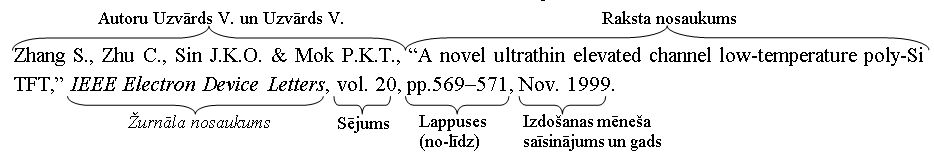 Autoru Uzvārds V. un Uzvārds V.
Raksta nosaukums
Zhang S., Zhu C., Sin J.K.O. & Mok P.K.T., “A novel ultrathin elevated channel low-temperature poly-Si
TFT,” IEEE Electron Device Letters, vol. 20, pp.569–571, Nov. 1999.
Žurnāla nosaukums
Sējums
Lappuses
(no-līdz)
Izdošanas mēneša
saīsinājums un gads